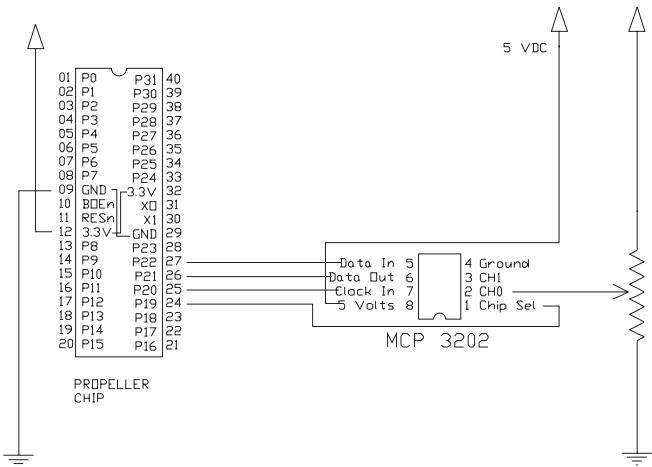 5 VDC
01 P0 P31 40
02 P1 P30 39
03 P2 P29 38
04 P3 P28 37
05 P4 P27 36
06 P5 P26 35
07 P6 P25 34
08 P7 P24 33
09 GND 3.3V 32
10 BOEn XO 31
11 RESn X1 30
12 3.3V GND 29
13 P8 P23 28
14 P9 P22 27
15 P10 P21 26
16 P11 P20 25
17 P12 P19 24
18 P13 P18 23
19 P14 P17 22
20 P15 P16 21
Data In 5 4 Ground
Data Out 6 3 CH1
Clock In 7 2 CH0
5 Volts 8 1 Chip Sel
MCP 3202
PROPELLER
CHIP